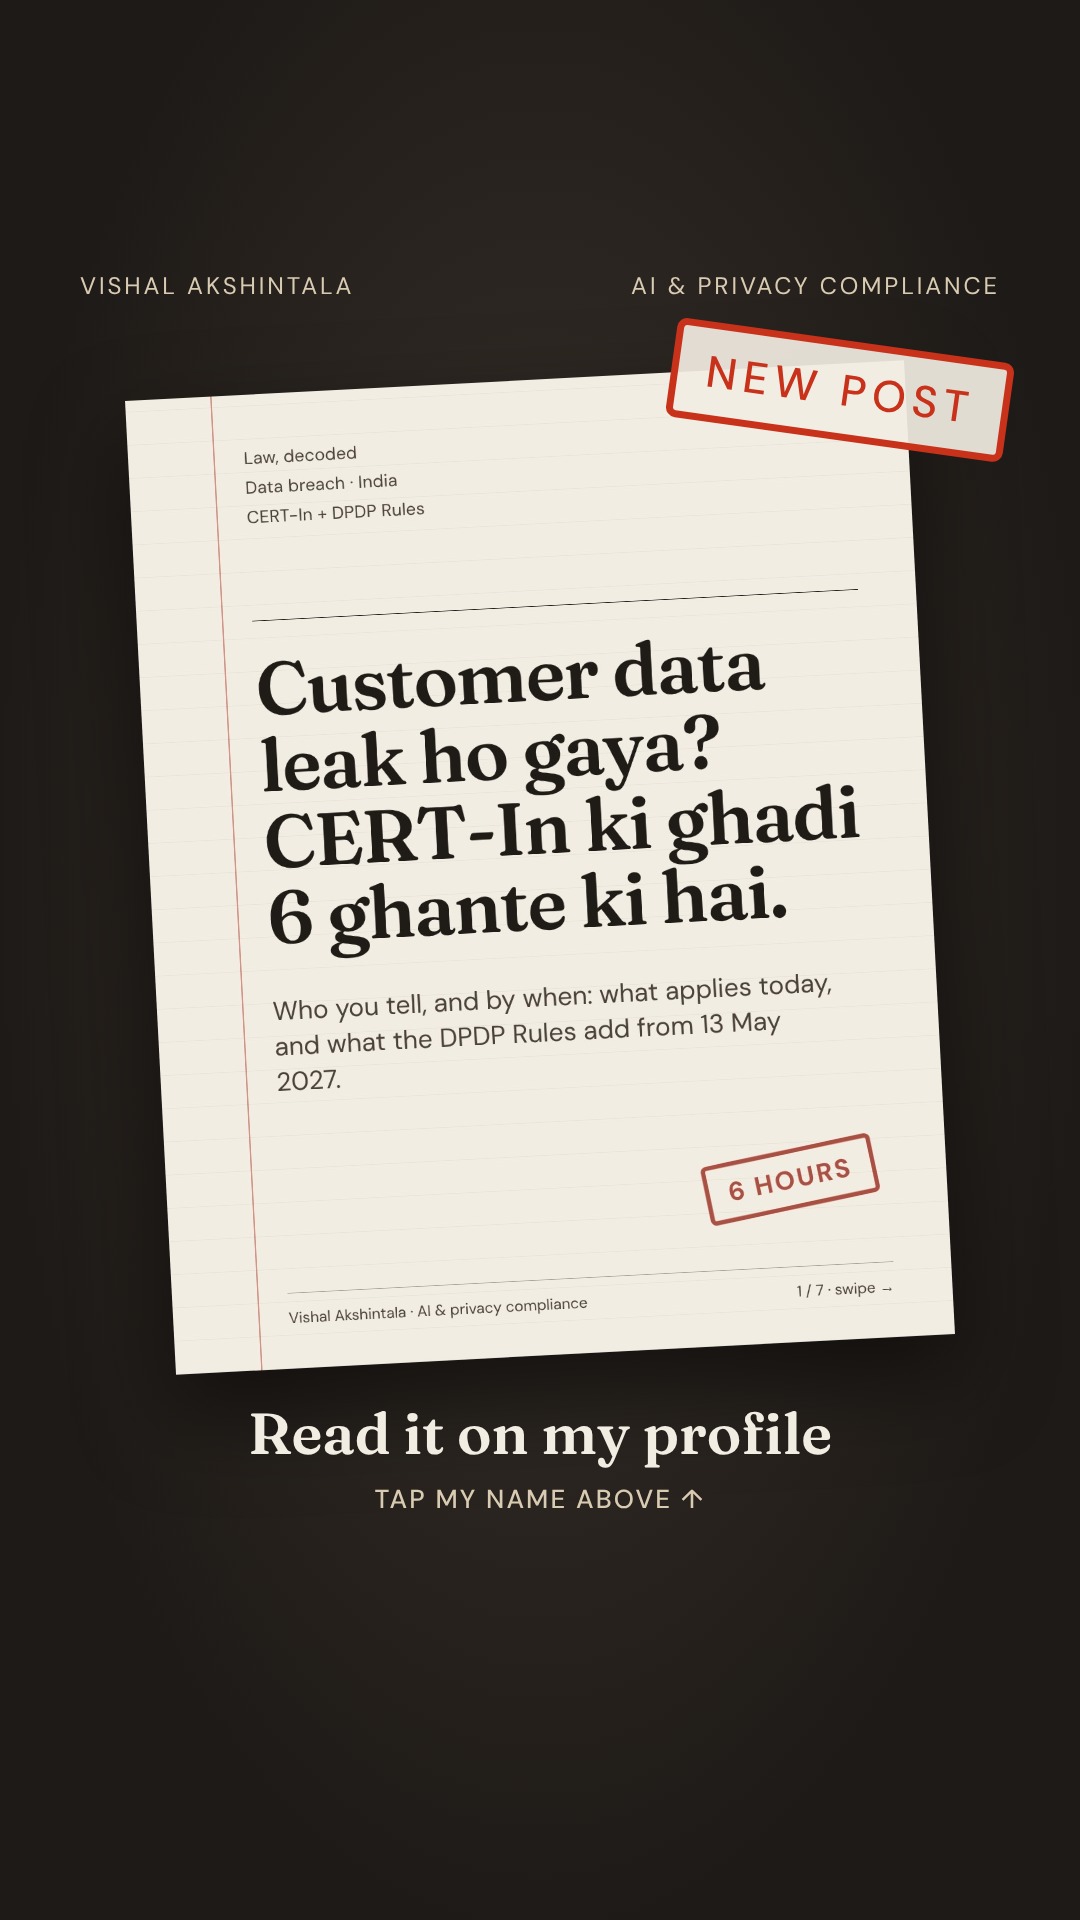 VISHAL AKSHINTALA
AI & PRIVACY COMPLIANCE
NEW POST
Law, decoded
Data breach · India
CERT-In + DPDP Rules
Customer data
leak ho gaya?
CERT-In ki ghadi
6 ghante ki hai.
Who you tell, and by when: what applies today,
and what the DPDP Rules add from 13 May
2027.
6 HOURS
Vishal Akshintala · AI & privacy compliance
1 / 7 · swipe →
Read it on my profile
TAP MY NAME ABOVE ↑